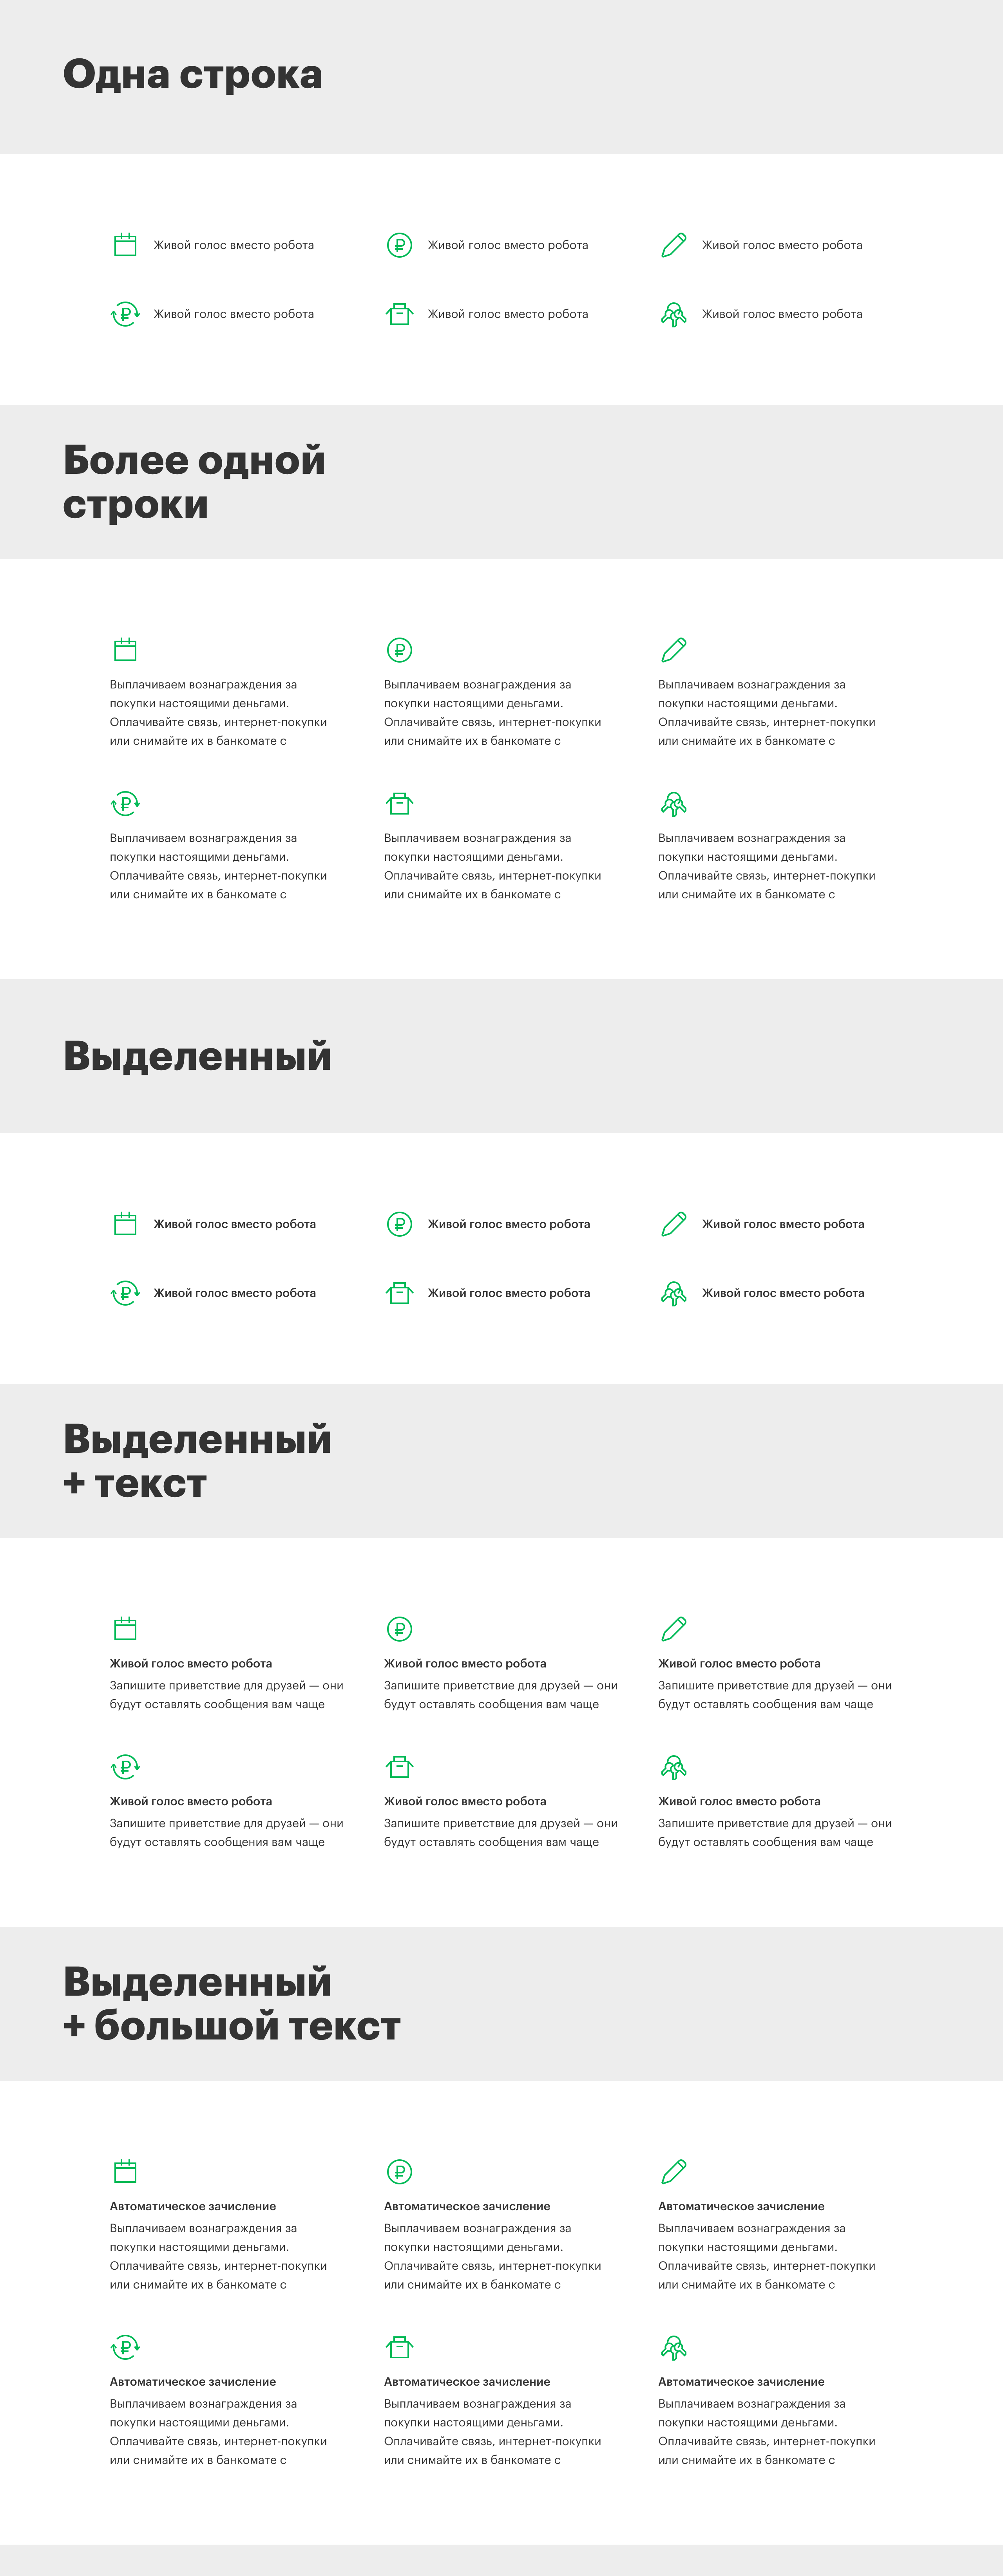 Одна строка
Живой голос вместо робота
Живой голос вместо робота
Живой голос вместо робота
Живой голос вместо робота
Живой голос вместо робота
Живой голос вместо робота
Более одной
строки
Выплачиваем вознаграждения за
покупки настоящими деньгами.
Оплачивайте связь, интернет-покупки
или снимайте их в банкомате с
Выплачиваем вознаграждения за
покупки настоящими деньгами.
Оплачивайте связь, интернет-покупки
или снимайте их в банкомате с
Выплачиваем вознаграждения за
покупки настоящими деньгами.
Оплачивайте связь, интернет-покупки
или снимайте их в банкомате с
Выплачиваем вознаграждения за
покупки настоящими деньгами.
Оплачивайте связь, интернет-покупки
или снимайте их в банкомате с
Выплачиваем вознаграждения за
покупки настоящими деньгами.
Оплачивайте связь, интернет-покупки
или снимайте их в банкомате с
Выплачиваем вознаграждения за
покупки настоящими деньгами.
Оплачивайте связь, интернет-покупки
или снимайте их в банкомате с
Выделенный
Живой голос вместо робота
Живой голос вместо робота
Живой голос вместо робота
Живой голос вместо робота
Живой голос вместо робота
Живой голос вместо робота
Выделенный
+ текст
Живой голос вместо робота
Запишите приветствие для друзей — они
будут оставлять сообщения вам чаще
Живой голос вместо робота
Запишите приветствие для друзей — они
будут оставлять сообщения вам чаще
Живой голос вместо робота
Запишите приветствие для друзей — они
будут оставлять сообщения вам чаще
Живой голос вместо робота
Запишите приветствие для друзей — они
будут оставлять сообщения вам чаще
Живой голос вместо робота
Запишите приветствие для друзей — они
будут оставлять сообщения вам чаще
Живой голос вместо робота
Запишите приветствие для друзей — они
будут оставлять сообщения вам чаще
Выделенный
+ большой текст
Автоматическое зачисление
Выплачиваем вознаграждения за
покупки настоящими деньгами.
Оплачивайте связь, интернет-покупки
или снимайте их в банкомате с
Автоматическое зачисление
Выплачиваем вознаграждения за
покупки настоящими деньгами.
Оплачивайте связь, интернет-покупки
или снимайте их в банкомате с
Автоматическое зачисление
Выплачиваем вознаграждения за
покупки настоящими деньгами.
Оплачивайте связь, интернет-покупки
или снимайте их в банкомате с
Автоматическое зачисление
Выплачиваем вознаграждения за
покупки настоящими деньгами.
Оплачивайте связь, интернет-покупки
или снимайте их в банкомате с
Автоматическое зачисление
Выплачиваем вознаграждения за
покупки настоящими деньгами.
Оплачивайте связь, интернет-покупки
или снимайте их в банкомате с
Автоматическое зачисление
Выплачиваем вознаграждения за
покупки настоящими деньгами.
Оплачивайте связь, интернет-покупки
или снимайте их в банкомате с